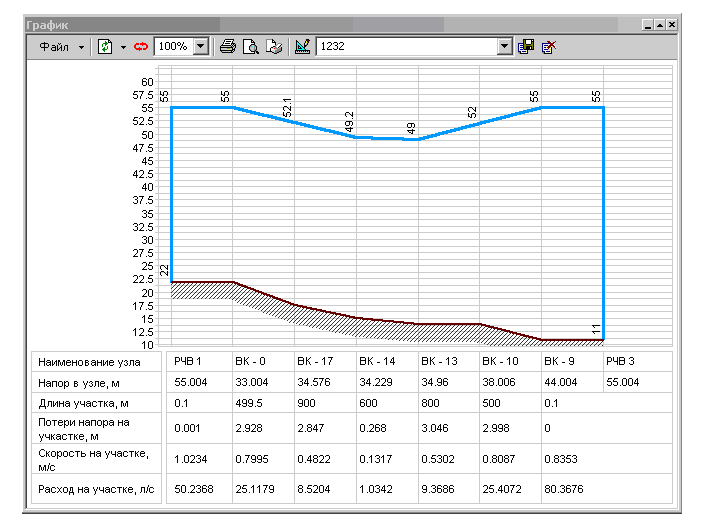 График
Файл 100% 1232
60
57.5
55
52.5
50
47.5
45
42.5
40
37.5
35
32.5
30
27.5
25
22.5
20
17.5
15
12.5
10
55 55 52.1 49.2 49 52 55 55
22
11
Наименование узла РЧВ 1 ВК - 0 ВК - 17 ВК - 14 ВК - 13 ВК - 10 ВК - 9 РЧВ 3
Напор в узле, м 55.004 33.004 34.576 34.229 34.96 38.006 44.004 55.004
Длина участка, м 0.1 499.5 900 600 800 500 0.1
Потери напора на
учкастке, м 0.001 2.928 2.847 0.268 3.046 2.998 0
Скорость на участке,
м/с 1.0234 0.7995 0.4822 0.1317 0.5302 0.8087 0.8353
Расход на участке, л/с 50.2368 25.1179 8.5204 1.0342 9.3686 25.4072 80.3676